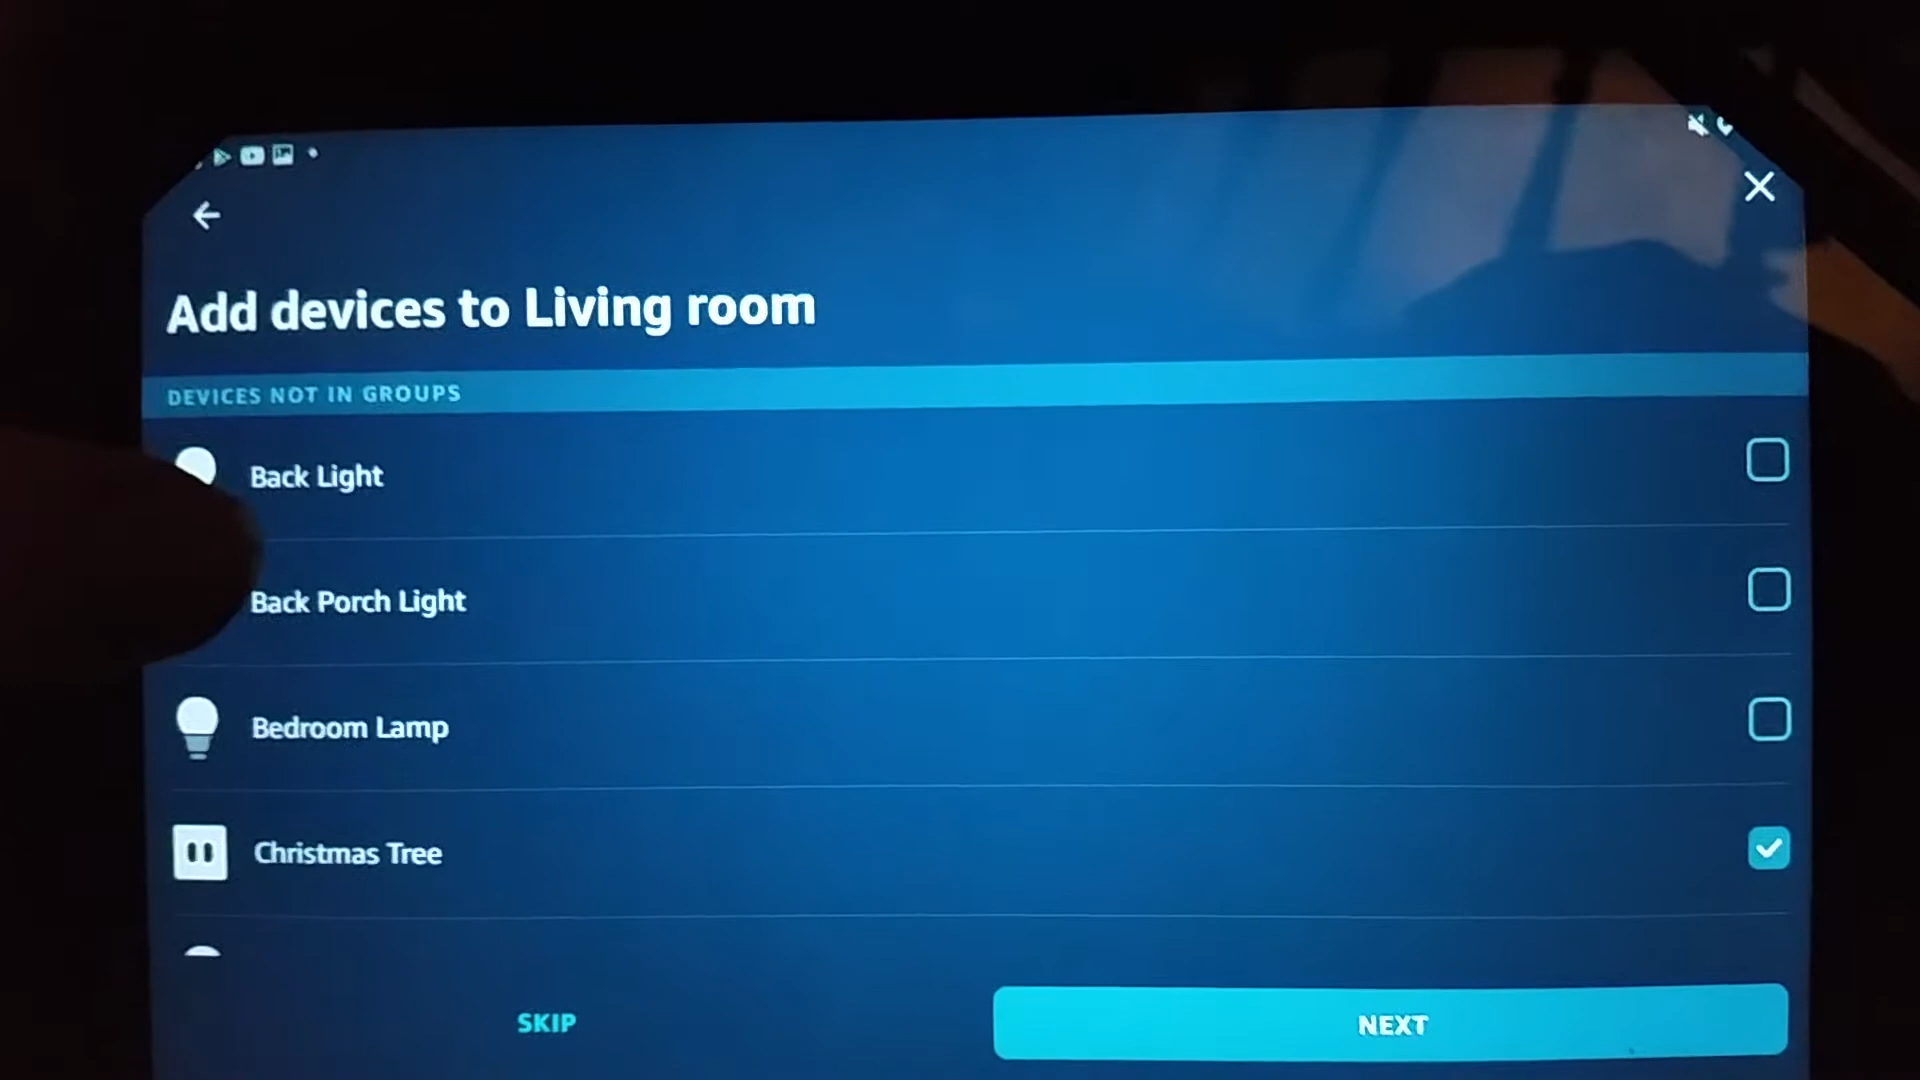 Add devices to Living room
DEVICES NOT IN GROUPS
Back Light
Back Porch Light
Bedroom Lamp
Christmas Tree
SKIP
NEXT